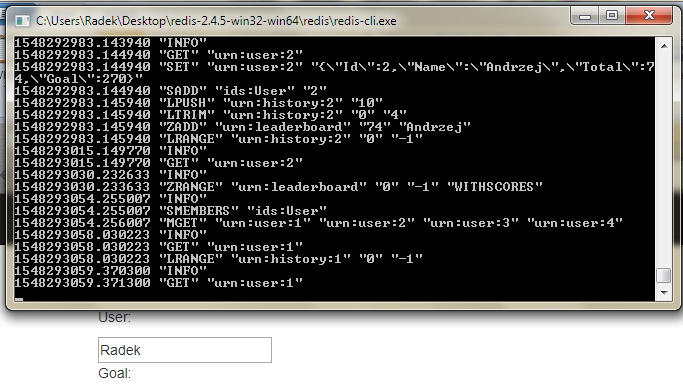 C:\Users\Radek\Desktop\redis-2.4.5-win32-win64\redis\redis-cli.exe
1548292983.143940 "INFO"
1548292983.144940 "GET" "urn:user:2"
1548292983.144940 "SET" "urn:user:2" "{\"Id\":2,\"Name\":\"Andrzej\",\"Total\":7
4,\"Goal\":270}"
1548292983.144940 "SADD" "ids:User" "2"
1548292983.145940 "LPUSH" "urn:history:2" "10"
1548292983.145940 "LTRIM" "urn:history:2" "0" "4"
1548292983.145940 "ZADD" "urn:leaderboard" "74" "Andrzej"
1548292983.145940 "LRANGE" "urn:history:2" "0" "-1"
1548293015.149770 "INFO"
1548293015.149770 "GET" "urn:user:2"
1548293030.232633 "INFO"
1548293030.233633 "ZRANGE" "urn:leaderboard" "0" "-1" "WITHSCORES"
1548293054.255007 "INFO"
1548293054.255007 "SMEMBERS" "ids:User"
1548293054.256007 "MGET" "urn:user:1" "urn:user:2" "urn:user:3" "urn:user:4"
1548293058.030223 "INFO"
1548293058.030223 "GET" "urn:user:1"
1548293058.030223 "LRANGE" "urn:history:1" "0" "-1"
1548293059.370300 "INFO"
1548293059.371300 "GET" "urn:user:1"
User:
Radek
Goal: